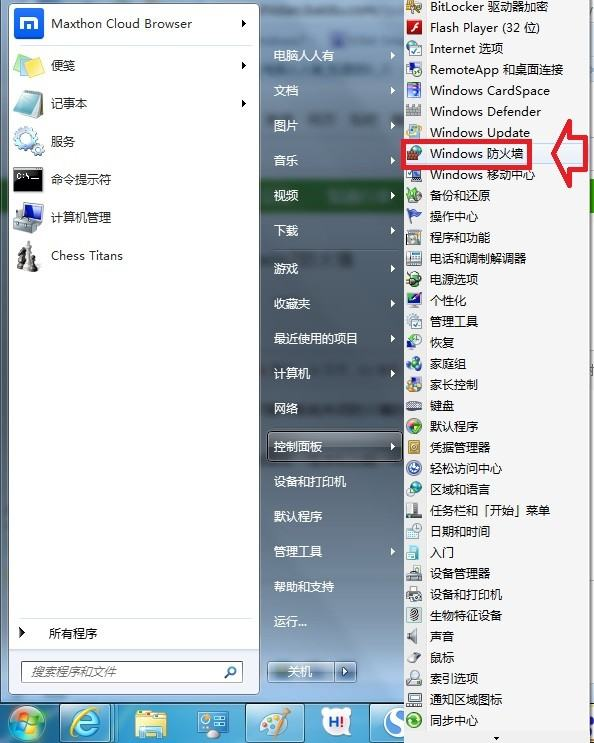 Maxthon Cloud Browser
便笺
记事本
服务
命令提示符
计算机管理
Chess Titans
所有程序
搜索程序和文件
电脑人人有
文档
图片
音乐
视频
下载
游戏
收藏夹
最近使用的项目
计算机
网络
控制面板
设备和打印机
默认程序
管理工具
帮助和支持
运行...
关机
BitLocker 驱动器加密
Flash Player (32 位)
Internet 选项
RemoteApp 和桌面连接
Windows CardSpace
Windows Defender
Windows Update
Windows 防火墙
Windows 移动中心
备份和还原
操作中心
程序和功能
电话和调制解调器
电源选项
个性化
管理工具
恢复
家庭组
家长控制
键盘
默认程序
凭据管理器
轻松访问中心
区域和语言
任务栏和「开始」菜单
日期和时间
入门
设备管理器
设备和打印机
生物特征设备
声音
鼠标
索引选项
通知区域图标
同步中心
H!